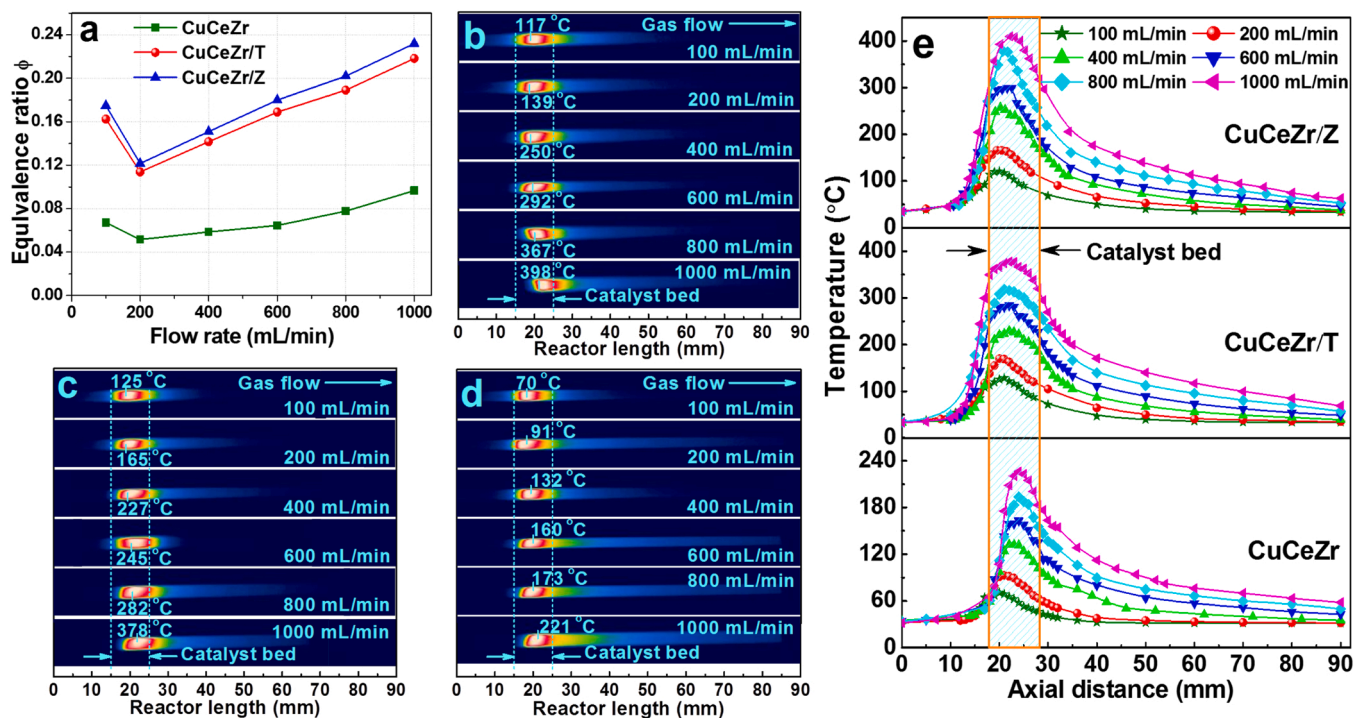 a
CuCeZr
CuCeZr/T
CuCeZr/Z
0.24
0.20
0.16
0.12
0.08
0.04
0.00
Equivalence ratio ϕ
0 200 400 600 800 1000
Flow rate (mL/min)
b
117 °C
Gas flow
100 mL/min
139 °C
200 mL/min
250 °C
400 mL/min
292 °C
600 mL/min
367 °C
800 mL/min
398 °C
1000 mL/min
Catalyst bed
0 10 20 30 40 50 60 70 80 90
Reactor length (mm)
c
125 °C
Gas flow
100 mL/min
165 °C
200 mL/min
227 °C
400 mL/min
245 °C
600 mL/min
282 °C
800 mL/min
378 °C
1000 mL/min
Catalyst bed
0 10 20 30 40 50 60 70 80 90
Reactor length (mm)
d
70 °C
Gas flow
100 mL/min
91 °C
200 mL/min
132 °C
400 mL/min
160 °C
600 mL/min
173 °C
800 mL/min
221 °C
1000 mL/min
Catalyst bed
0 10 20 30 40 50 60 70 80 90
Reactor length (mm)
e
100 mL/min 200 mL/min
400 mL/min 600 mL/min
800 mL/min 1000 mL/min
CuCeZr/Z
400
300
200
100
0
Catalyst bed
CuCeZr/T
400
300
200
100
0
CuCeZr
240
180
120
60
0
Temperature (°C)
0 10 20 30 40 50 60 70 80 90
Axial distance (mm)